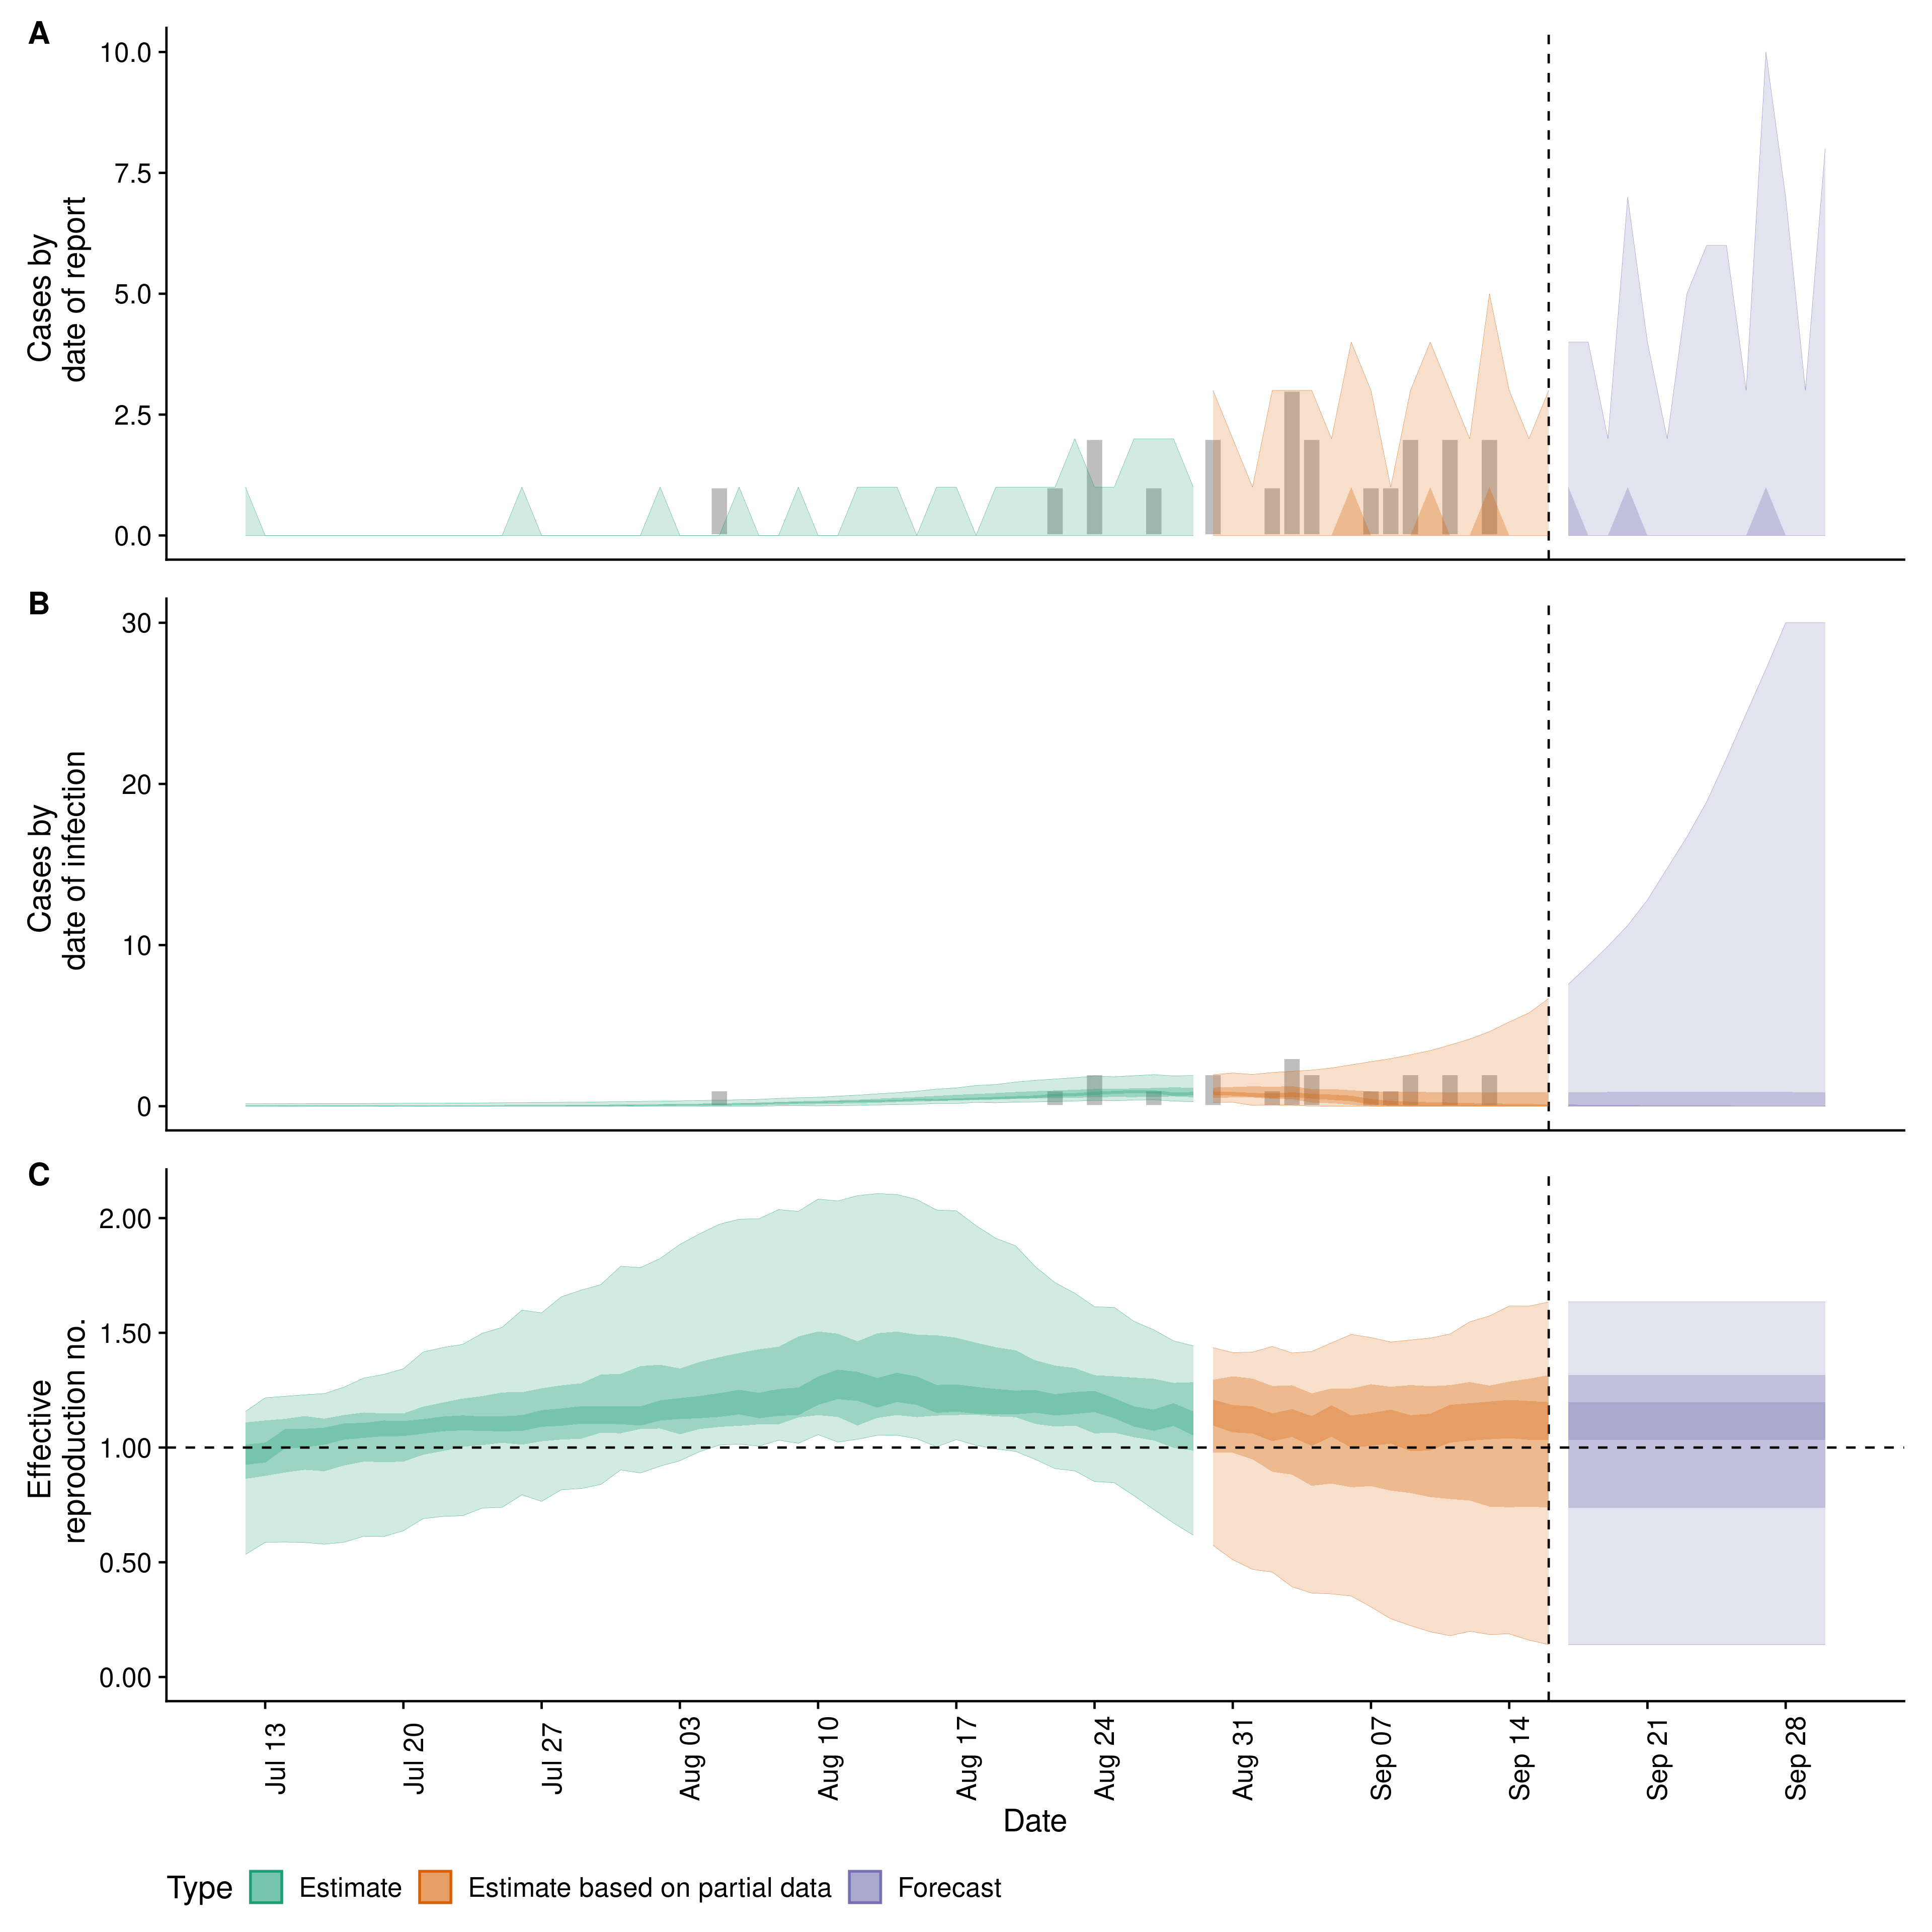 A
10.0
7.5
5.0
2.5
0.0
Cases by
date of report
B
30
20
10
0
Cases by
date of infection
C
2.00
1.50
1.00
0.50
0.00
Effective
reproduction no.
Jul 13
Jul 20
Jul 27
Aug 03
Aug 10
Aug 17
Aug 24
Aug 31
Sep 07
Sep 14
Sep 21
Sep 28
Date
Type Estimate Estimate based on partial data Forecast